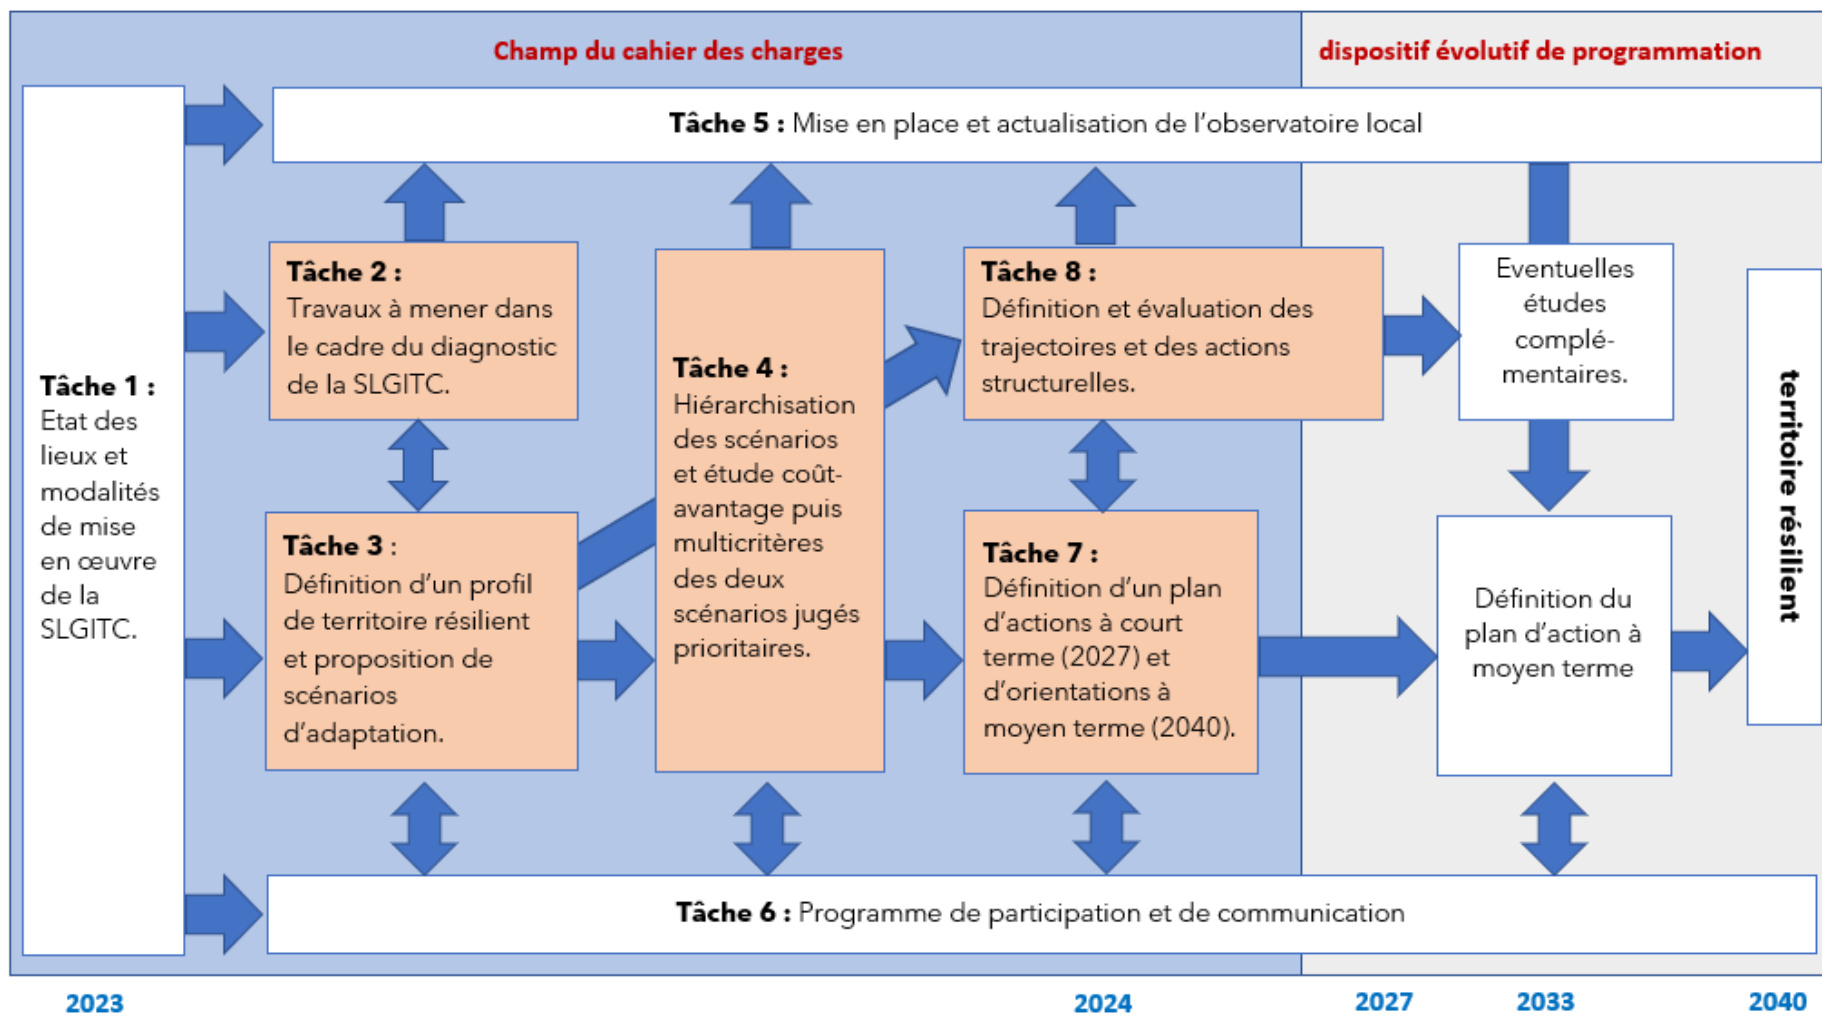 Champ du cahier des charges
dispositif évolutif de programmation
Tâche 5 : Mise en place et actualisation de l'observatoire local
Tâche 1 :
Etat des
lieux et
modalités
de mise
en œuvre
de la
SLGITC.
Tâche 2 :
Travaux à mener dans
le cadre du diagnostic
de la SLGITC.
Tâche 3 :
Définition d'un profil
de territoire résilient
et proposition de
scénarios
d'adaptation.
Tâche 4 :
Hiérarchisation
des scénarios
et étude coût-
avantage puis
multicritères
des deux
scénarios jugés
prioritaires.
Tâche 8 :
Définition et évaluation des
trajectoires et des actions
structurelles.
Tâche 7 :
Définition d'un plan
d'actions à court
terme (2027) et
d'orientations à
moyen terme (2040).
Eventuelles
études
complé-
mentaires.
Définition du
plan d'action à
moyen terme
territoire résilient
Tâche 6 : Programme de participation et de communication
2023
2024
2027
2033
2040